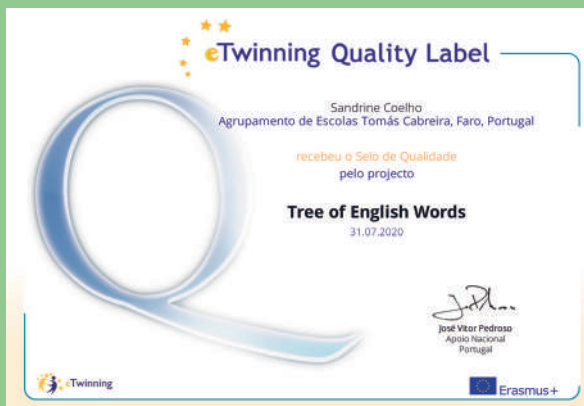 eTwinning Quality Label
Sandrine Coelho
Agrupamento de Escolas Tomás Cabreira, Faro, Portugal
recebeu o Selo de Qualidade
pelo projecto
Tree of English Words
31.07.2020
José Vitor Pedroso
Apoio Nacional
Portugal
eTwinning
Erasmus+